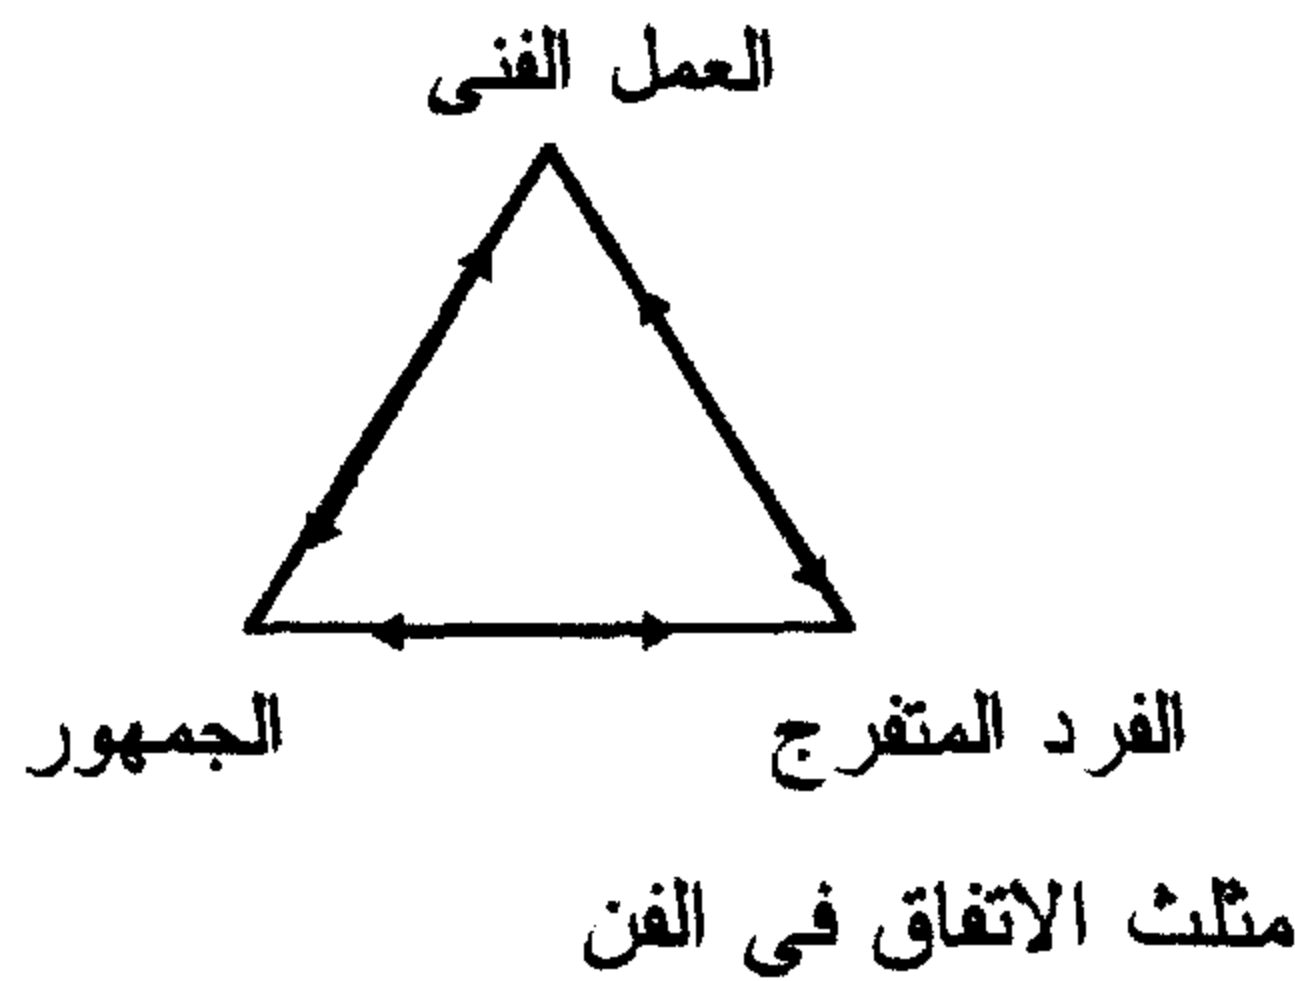 العمل الفنى
الفرد المتفرج
الجمهور
مثلث الاتفاق فى الفن